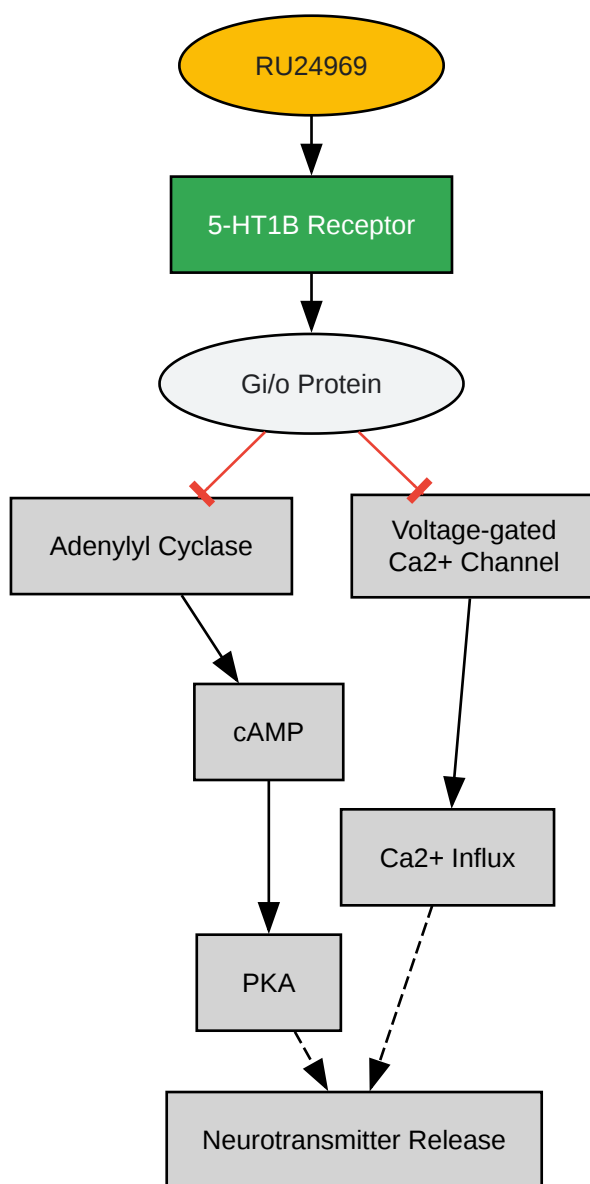 RU24969
5-HT1B Receptor
Gi/o Protein
Adenylyl Cyclase
Voltage-gated
Ca2+ Channel
cAMP
Ca2+ Influx
PKA
Neurotransmitter Release